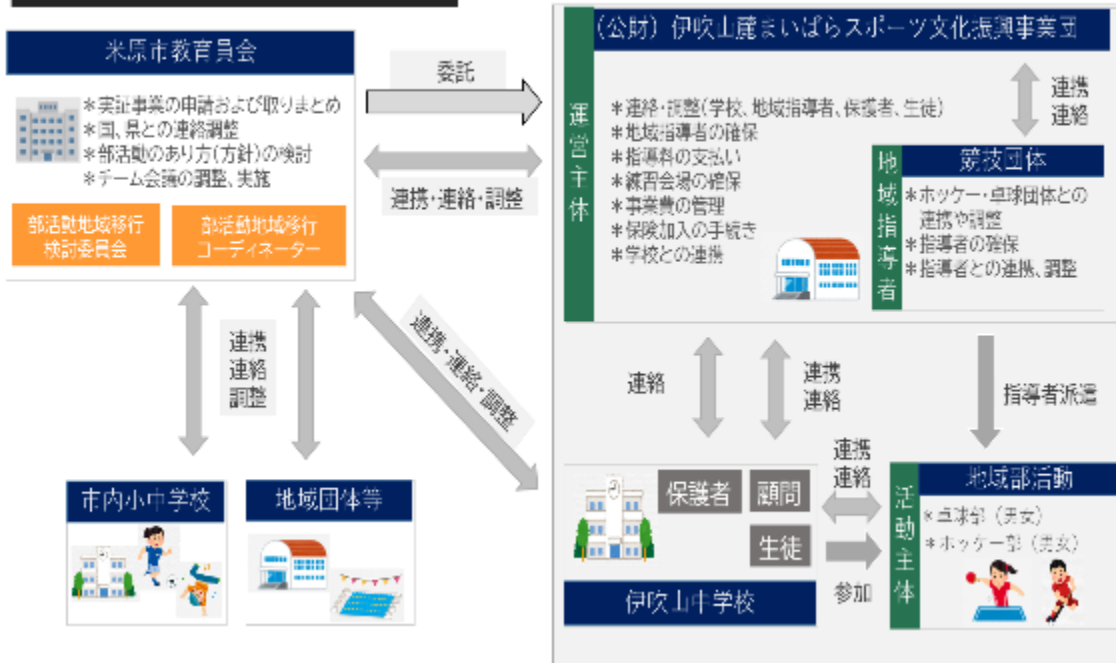 米原市教育員会
＊実証事業の申請および取りまとめ
＊国、県との連絡調整
＊部活動のあり方(方針)の検討
＊チーム会議の調整、実施
部活動地域移行
検討委員会
部活動地域移行
コーディネーター
委託
連携・連絡・調整
(公財）伊吹山麓まいばらスポーツ文化振興事業団
運営主体
＊連絡・調整(学校、地域指導者、保護者、生徒)
＊地域指導者の確保
＊指導料の支払い
＊練習会場の確保
＊事業費の管理
＊保険加入の手続き
＊学校との連携
連携
連絡
地域指導者
競技団体
＊ホッケー・卓球団体との
連携や調整
＊指導者の確保
＊指導者との連携、調整
連携
連絡
調整
連携・連絡・調整
連絡
連携
連絡
指導者派遣
市内小中学校
地域団体等
保護者
顧問
生徒
伊吹山中学校
連携
連絡
参加
活動主体
地域部活動
＊卓球部（男女）
＊ホッケー部（男女）